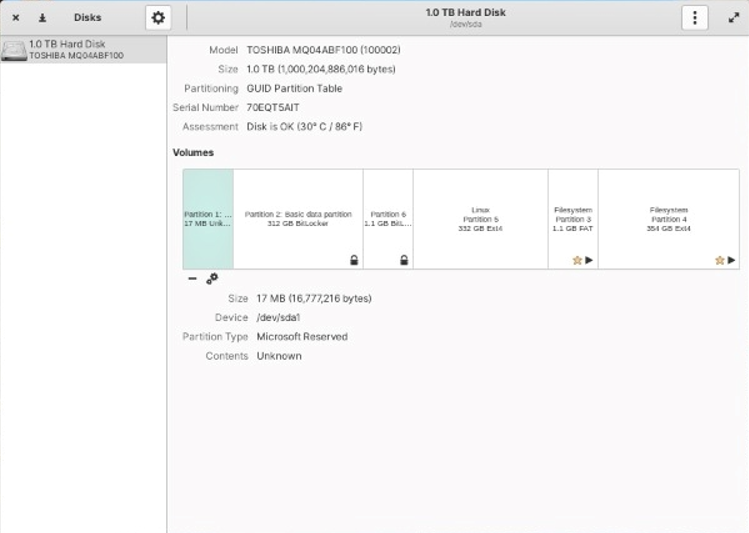 Disks
1.0 TB Hard Disk
/dev/sda
1.0 TB Hard Disk
TOSHIBA MQ04ABF100
Model TOSHIBA MQ04ABF100 (100002)
Size 1.0 TB (1,000,204,886,016 bytes)
Partitioning GUID Partition Table
Serial Number 70EQT5AIT
Assessment Disk is OK (30° C / 86° F)
Volumes
Partition 1: ...
17 MB Unk...
Partition 2: Basic data partition
312 GB BitLocker
Partition 6
1.1 GB BitL...
Linux
Partition 5
332 GB Ext4
Filesystem
Partition 3
1.1 GB FAT
Filesystem
Partition 4
354 GB Ext4
Size 17 MB (16,777,216 bytes)
Device /dev/sda1
Partition Type Microsoft Reserved
Contents Unknown